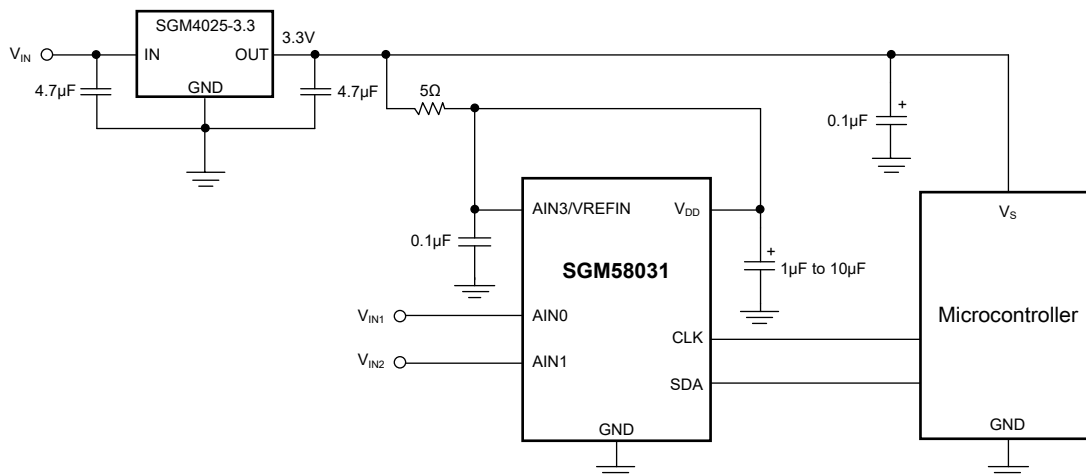 SGM4025-3.3
3.3V
V_IN
IN
OUT
GND
4.7µF
4.7µF
5Ω
0.1µF
+
AIN3/VREFIN
V_DD
V_S
0.1µF
SGM58031
+
1µF to 10µF
V_IN1
AIN0
Microcontroller
CLK
V_IN2
AIN1
SDA
GND
GND